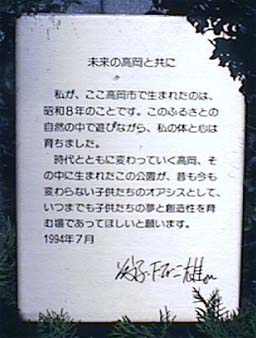 未来の高岡と共に
私が、ここ高岡市で生まれたのは、
昭和8年のことです。このふるさとの
自然の中で遊びながら、私の体と心は
育ちました。
時代とともに変わっていく高岡、そ
の中に生まれたこの公園が、昔も今も
変わらない子供たちのオアシスとして、
いつまでも子供たちの夢と創造性を育
む場であってほしいと願います。
1994年7月